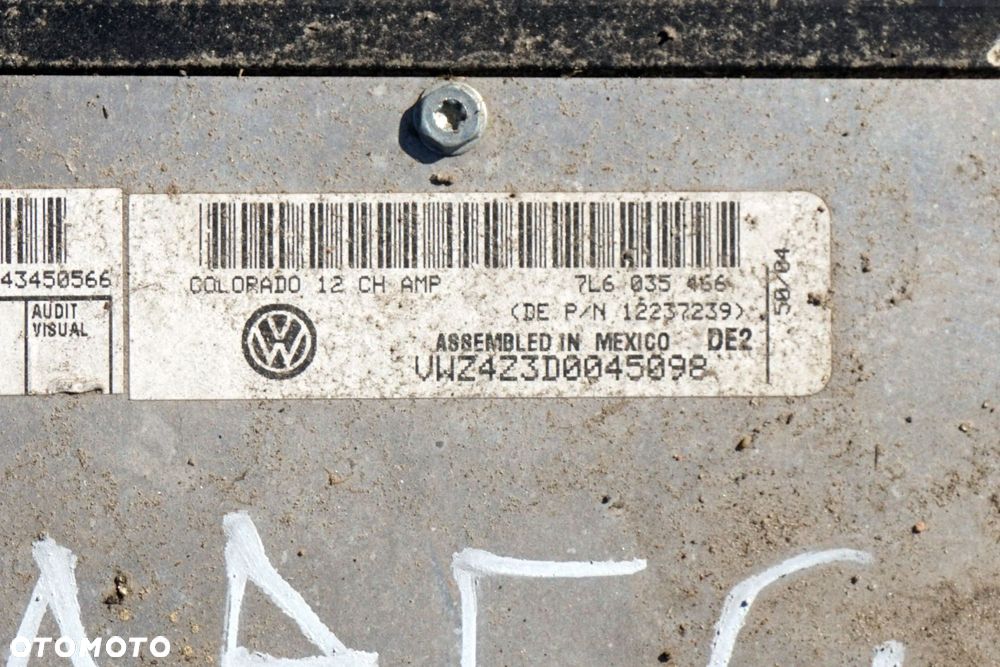 43450566
AUDIT
VISUAL
COLORADO 12 CH AMP 7L6 035 466
(DE P/N 12237239)
ASSEMBLED IN MEXICO DE2
VWZ4Z3D0045098
50/04
OTOMOTO